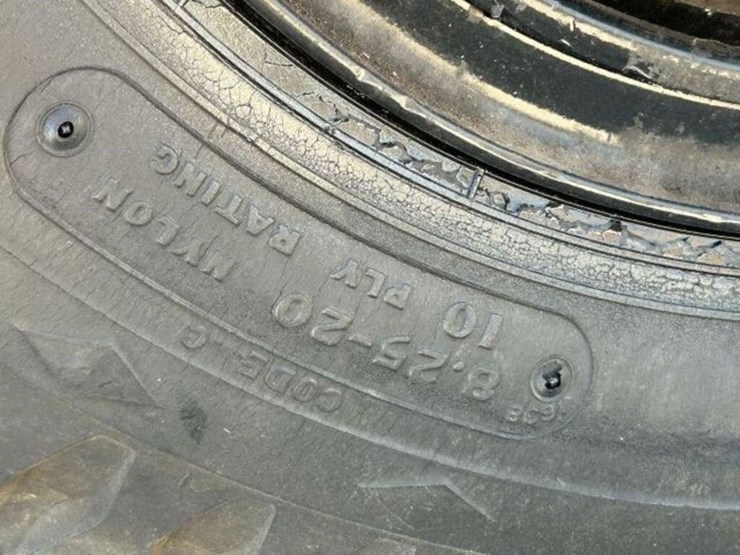 8.25-20 NYLON
10 PLY RATING
CODE C